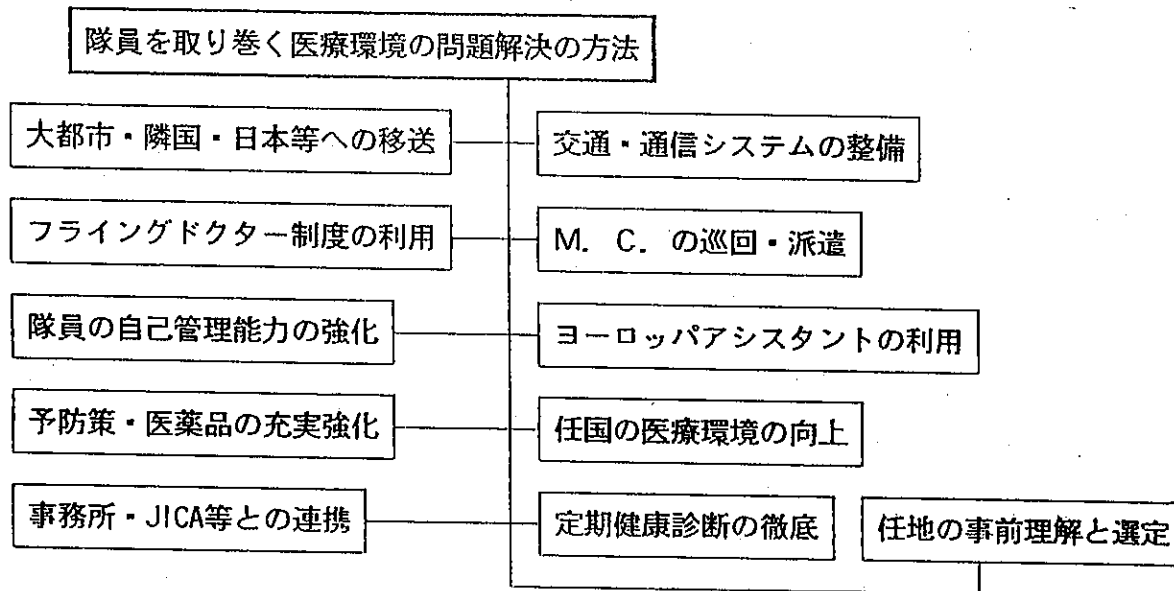 隊員を取り巻く医療環境の問題解決の方法
大都市・隣国・日本等への移送
交通・通信システムの整備
フライングドクター制度の利用
M. C. の巡回・派遣
隊員の自己管理能力の強化
ヨーロッパアシスタントの利用
予防策・医薬品の充実強化
任国の医療環境の向上
事務所・JICA等との連携
定期健康診断の徹底
任地の事前理解と選定